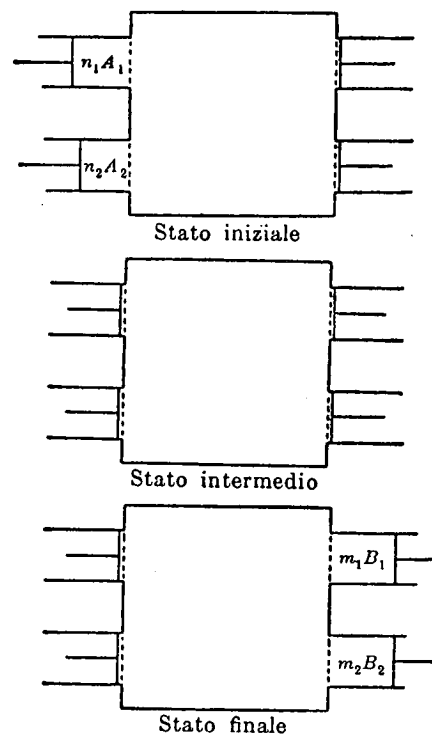 n₁A₁
n₂A₂
Stato iniziale
Stato intermedio
m₁B₁
m₂B₂
Stato finale